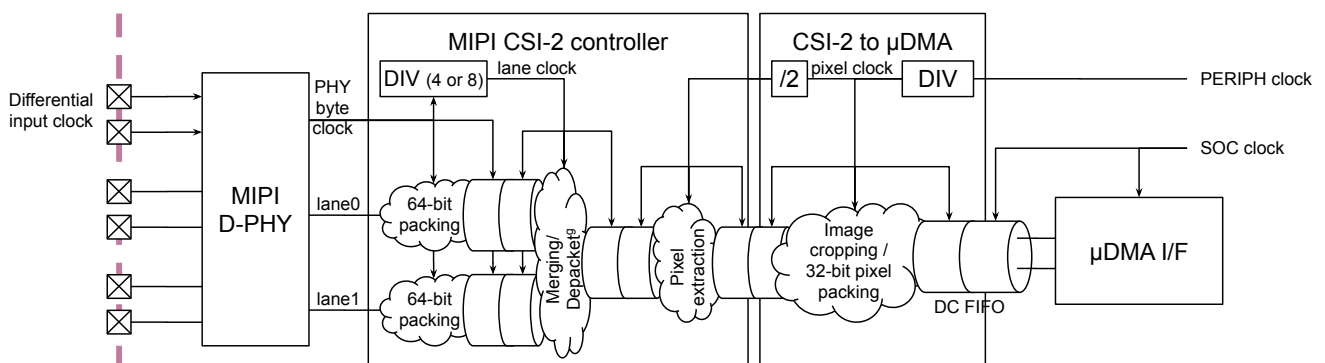 MIPI CSI-2 controller
CSI-2 to µDMA
Differential
input clock
PHY
byte
clock
DIV (4 or 8)
lane clock
/2
pixel clock
DIV
PERIPH clock
SOC clock
MIPI
D-PHY
lane0
64-bit
packing
lane1
64-bit
packing
Merging/
Depacketg
Pixel
extraction
Image
cropping /
32-bit pixel
packing
DC FIFO
µDMA I/F